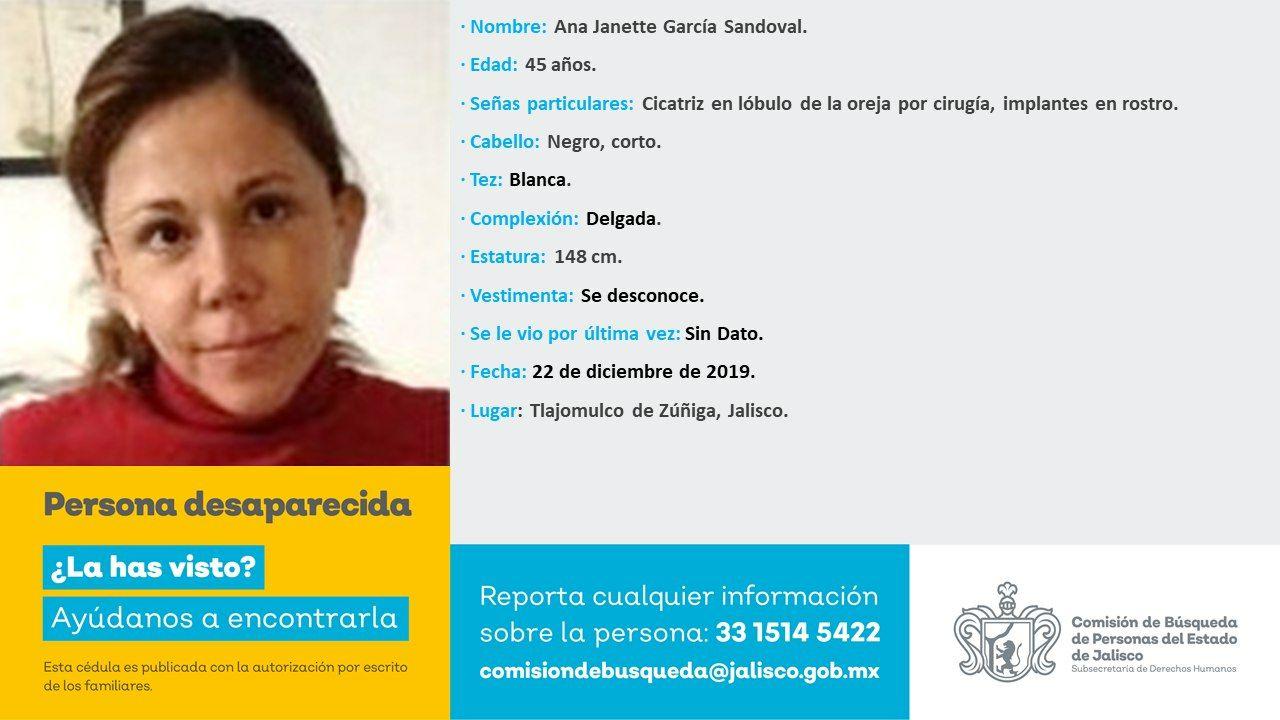 · Nombre: Ana Janette García Sandoval.
· Edad: 45 años.
· Señas particulares: Cicatriz en lóbulo de la oreja por cirugía, implantes en rostro.
· Cabello: Negro, corto.
· Tez: Blanca.
· Complexión: Delgada.
· Estatura: 148 cm.
· Vestimenta: Se desconoce.
· Se le vio por última vez: Sin Dato.
· Fecha: 22 de diciembre de 2019.
· Lugar: Tlajomulco de Zúñiga, Jalisco.
Persona desaparecida
¿La has visto?
Ayúdanos a encontrarla
Esta cédula es publicada con la autorización por escrito
de los familiares.
Reporta cualquier información
sobre la persona: 33 1514 5422
comisiondebusqueda@jalisco.gob.mx
Comisión de Búsqueda
de Personas del Estado
de Jalisco
Subsecretaría de Derechos Humanos